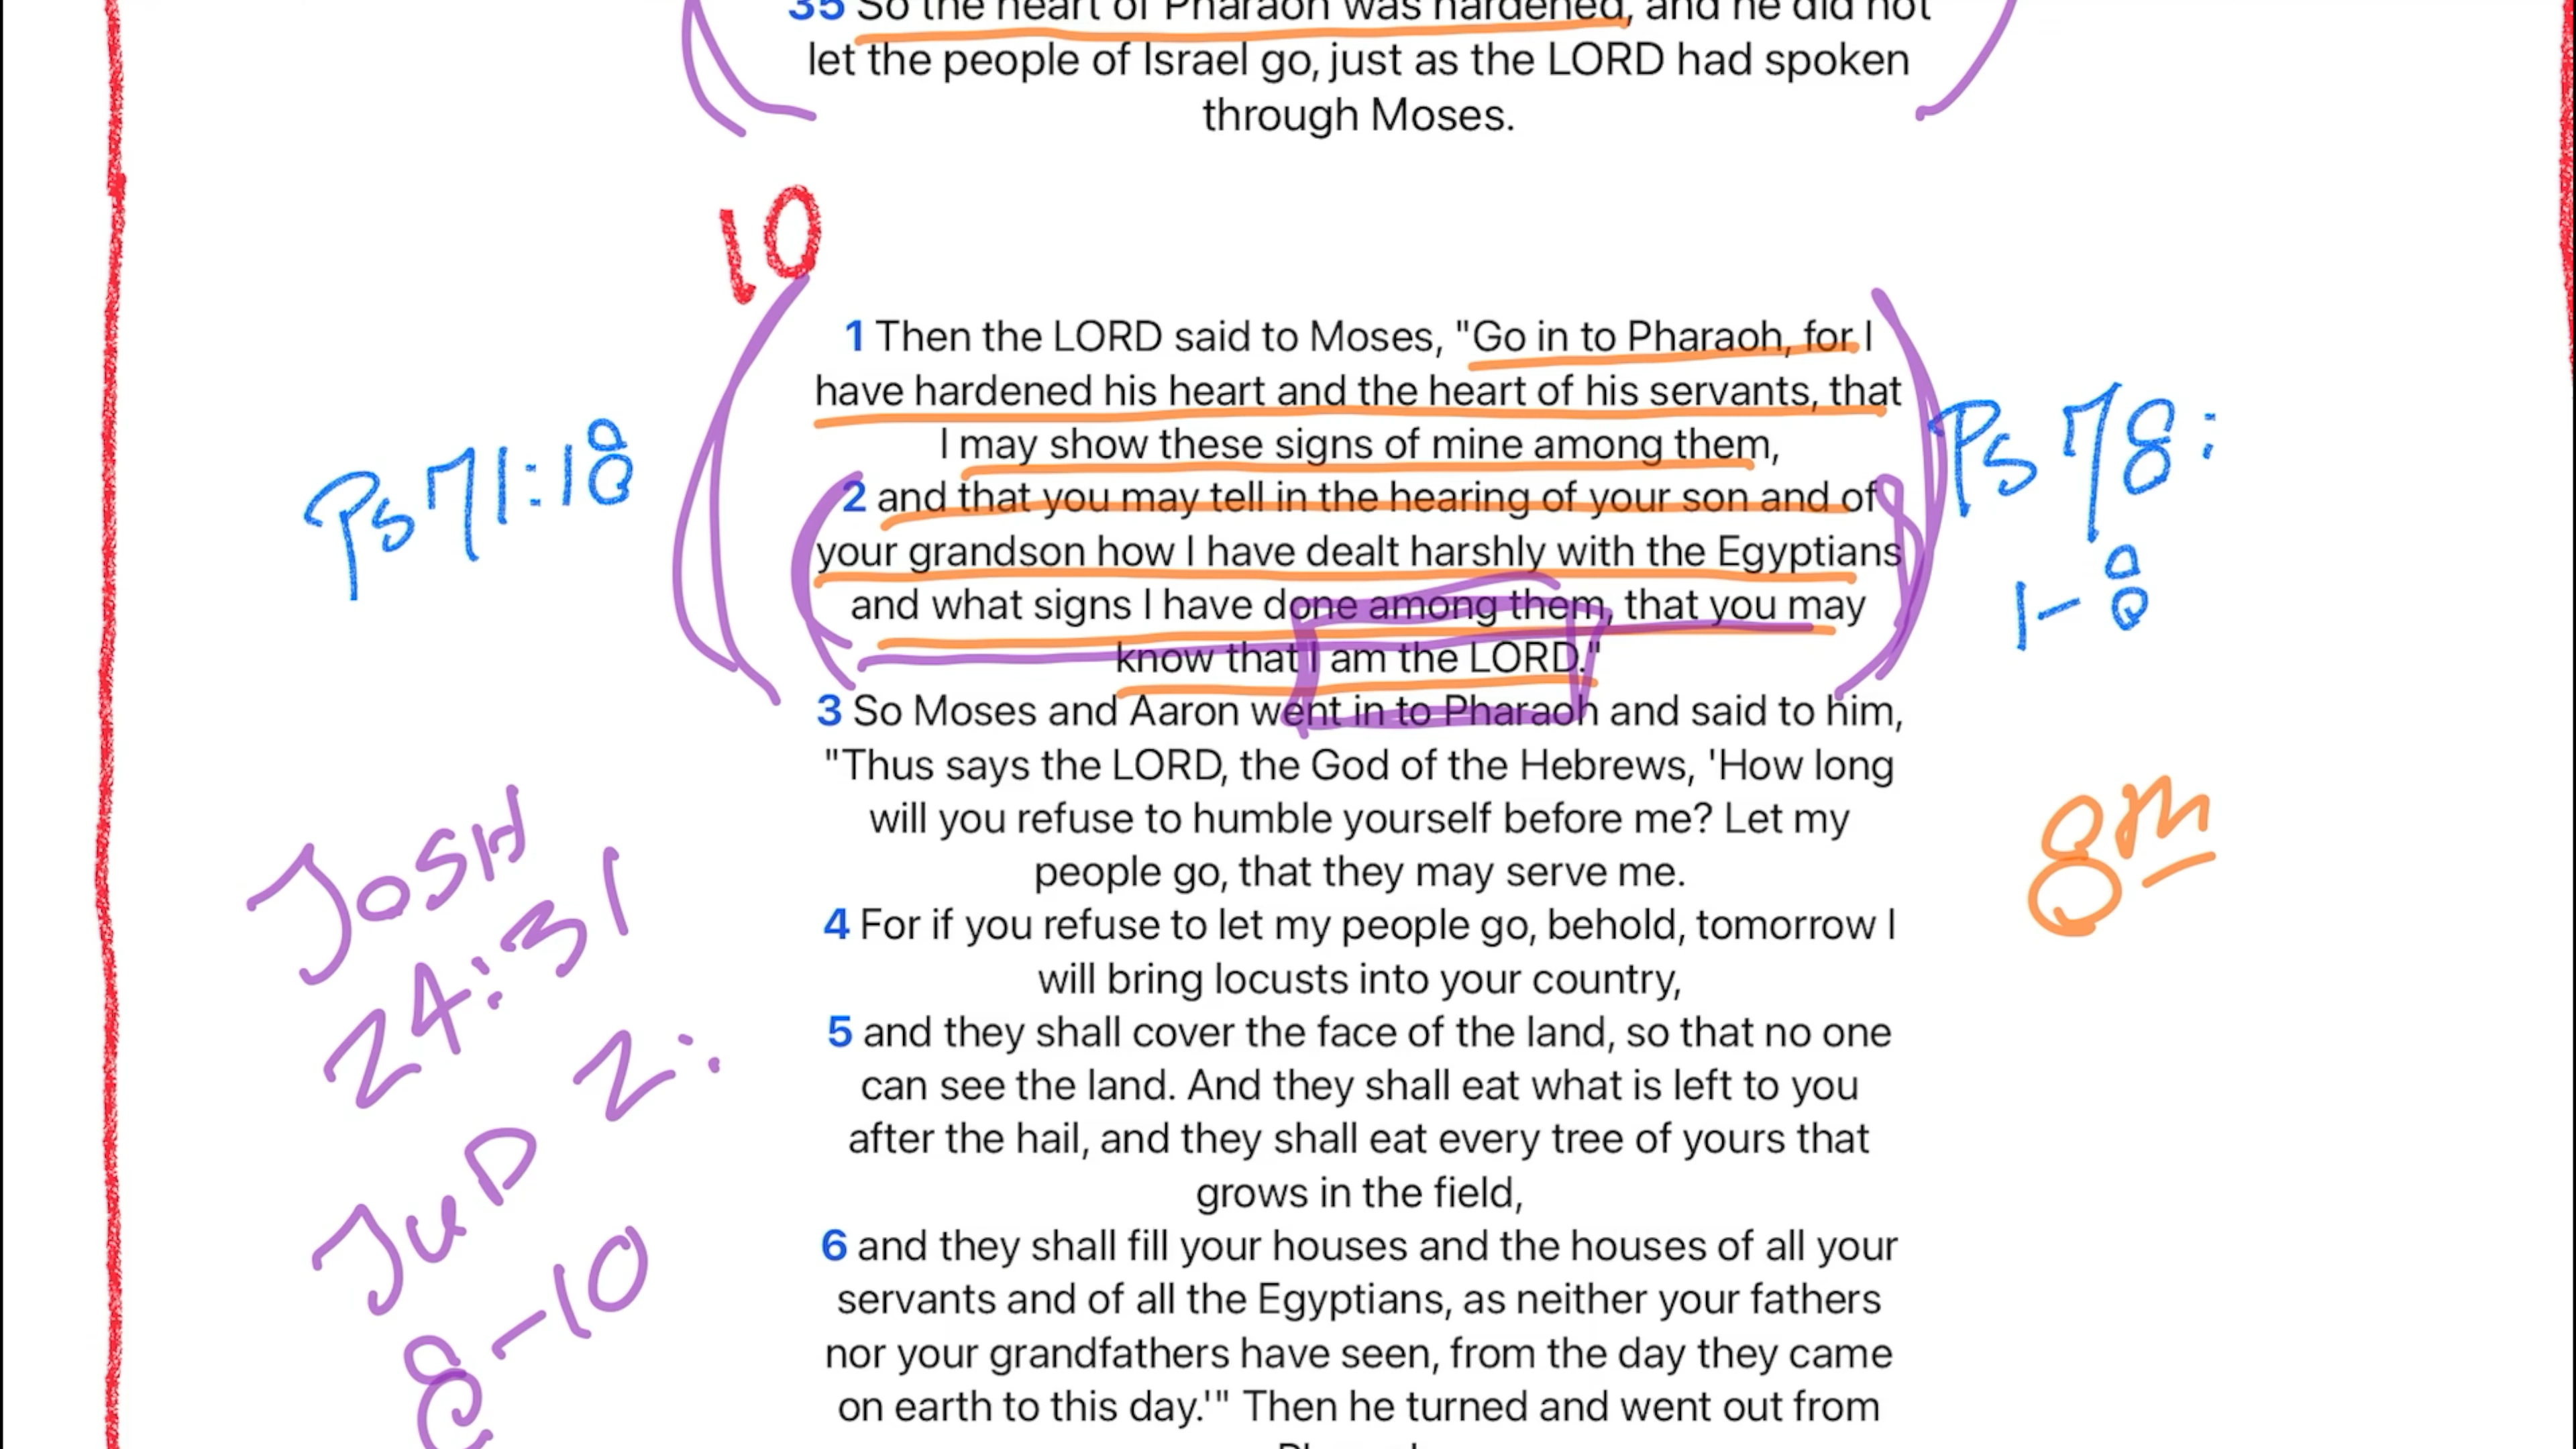 35 So the heart of Pharaoh was hardened, and he did not
let the people of Israel go, just as the LORD had spoken
through Moses.
10
1 Then the LORD said to Moses, "Go in to Pharaoh, for I
have hardened his heart and the heart of his servants, that
I may show these signs of mine among them,
2 and that you may tell in the hearing of your son and of
your grandson how I have dealt harshly with the Egyptians
and what signs I have done among them, that you may
know that I am the LORD."
3 So Moses and Aaron went in to Pharaoh and said to him,
"Thus says the LORD, the God of the Hebrews, 'How long
will you refuse to humble yourself before me? Let my
people go, that they may serve me.
4 For if you refuse to let my people go, behold, tomorrow I
will bring locusts into your country,
5 and they shall cover the face of the land, so that no one
can see the land. And they shall eat what is left to you
after the hail, and they shall eat every tree of yours that
grows in the field,
6 and they shall fill your houses and the houses of all your
servants and of all the Egyptians, as neither your fathers
nor your grandfathers have seen, from the day they came
on earth to this day.'" Then he turned and went out from
Ps 71:18
JOSH
24:31
JUD 2:
8-10
Ps 78:
1-8
8th